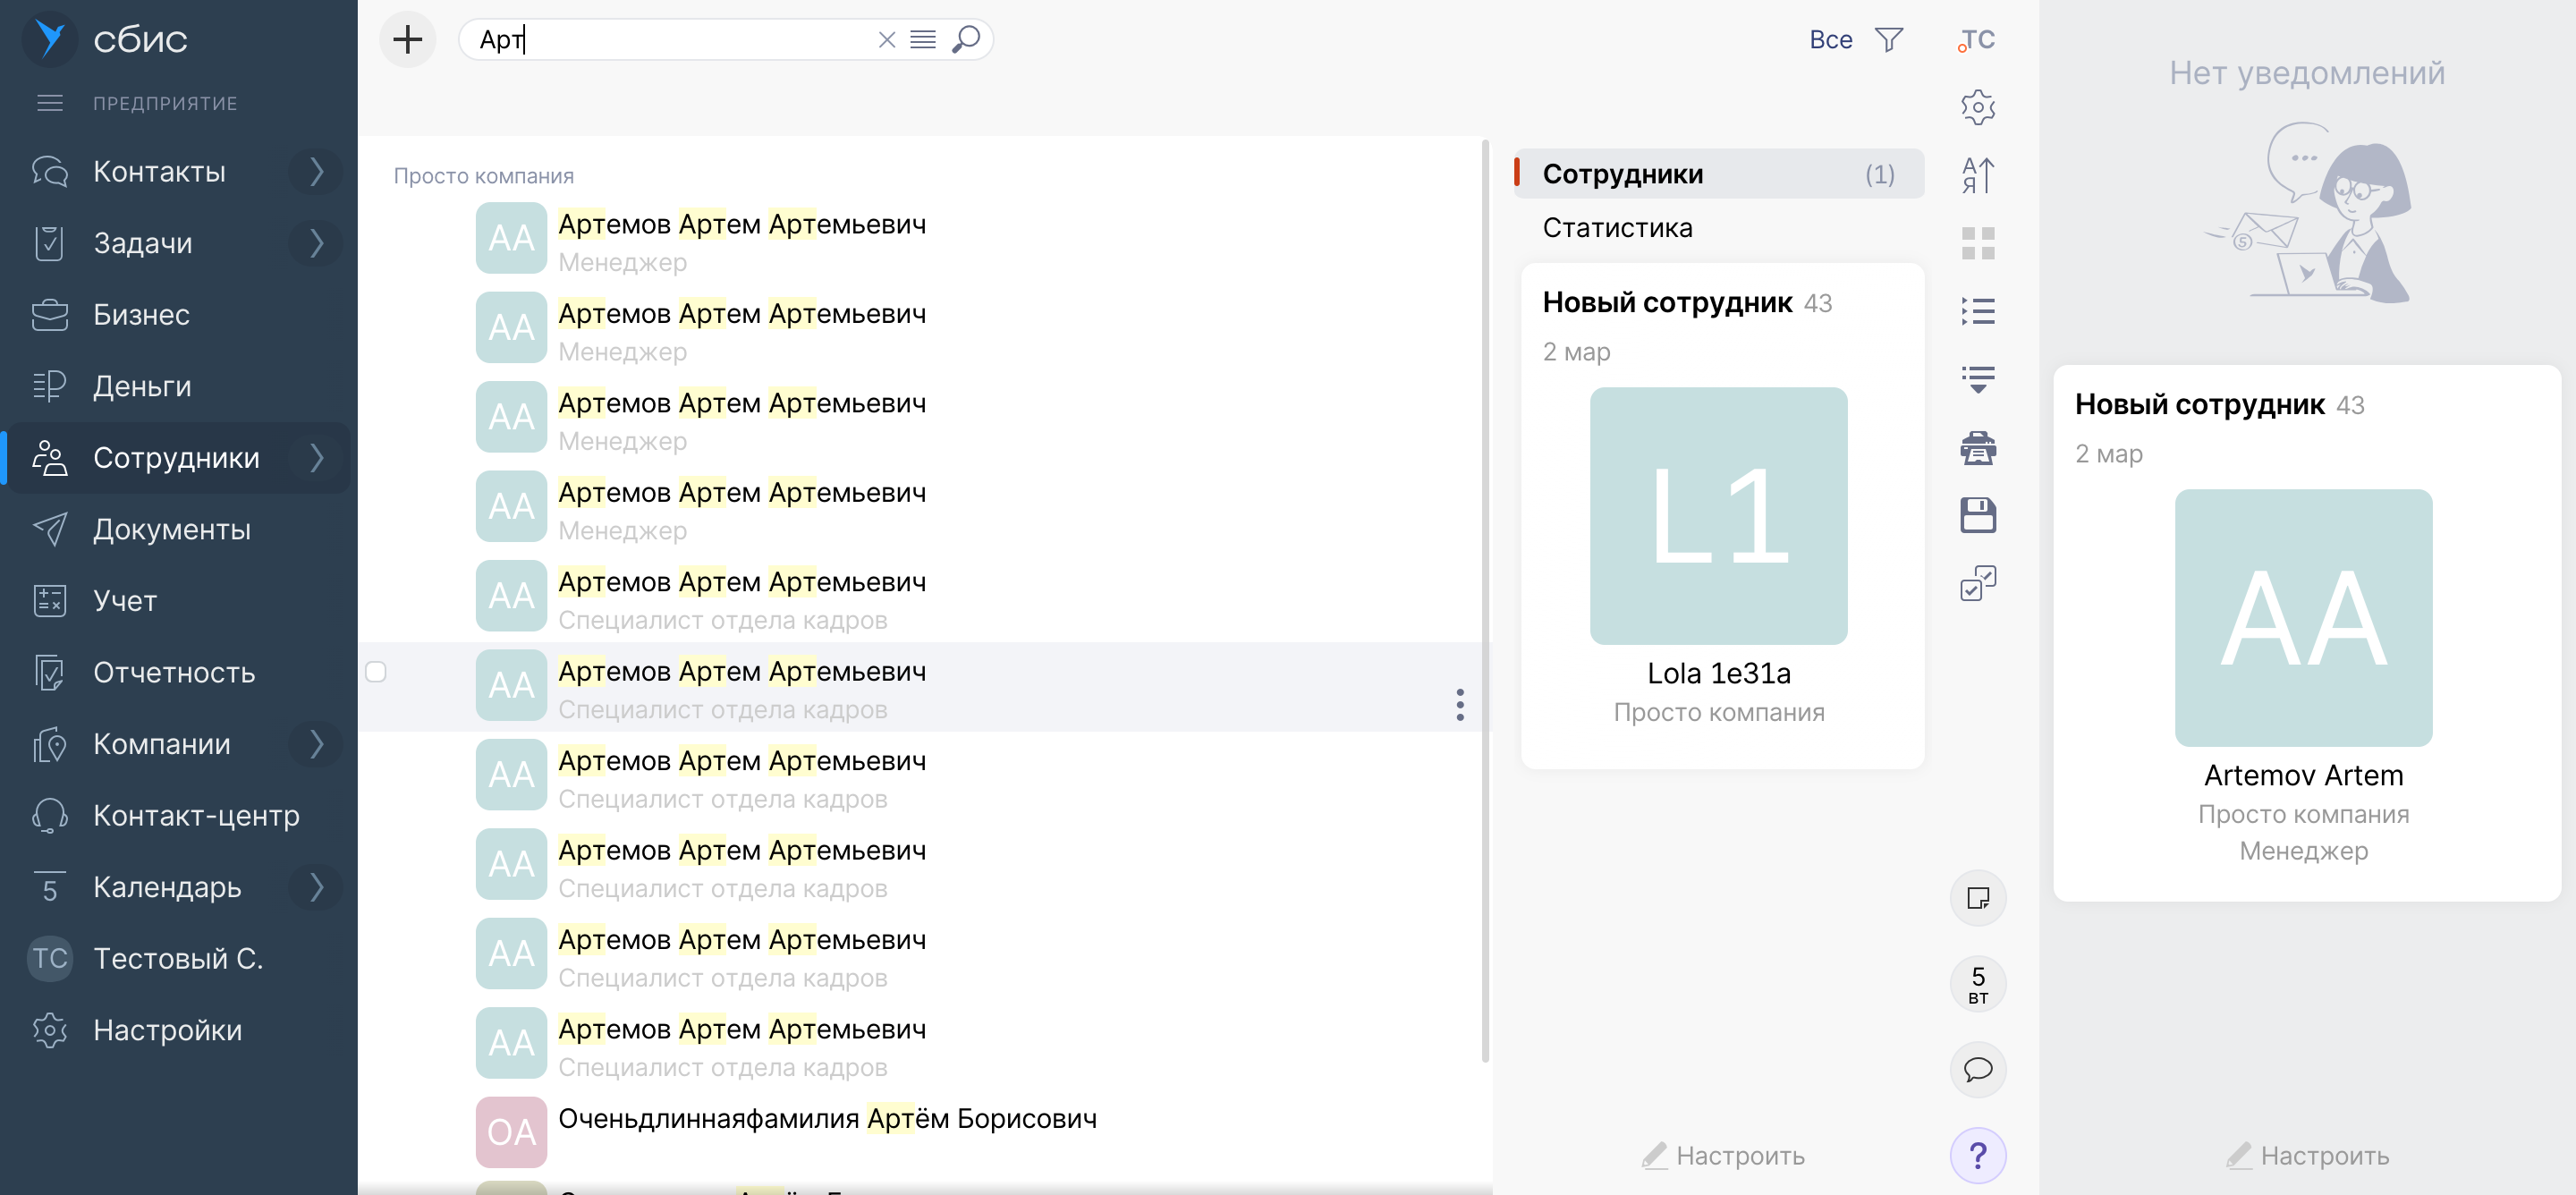 сбис
ПРЕДПРИЯТИЕ
Контакты
Задачи
Бизнес
Деньги
Сотрудники
Документы
Учет
Отчетность
Компании
Контакт-центр
5 Календарь
ТС Тестовый С.
Настройки
Арт
Все
Просто компания
АА Артемов Артем Артемьевич
Менеджер
АА Артемов Артем Артемьевич
Менеджер
АА Артемов Артем Артемьевич
Менеджер
АА Артемов Артем Артемьевич
Менеджер
АА Артемов Артем Артемьевич
Специалист отдела кадров
АА Артемов Артем Артемьевич
Специалист отдела кадров
АА Артемов Артем Артемьевич
Специалист отдела кадров
АА Артемов Артем Артемьевич
Специалист отдела кадров
АА Артемов Артем Артемьевич
Специалист отдела кадров
АА Артемов Артем Артемьевич
Специалист отдела кадров
ОА Оченьдлиннаяфамилия Артём Борисович
Сотрудники (1)
Статистика
Новый сотрудник 43
2 мар
L1
Lola 1e31a
Просто компания
Настроить
ТС
А
Я
5
вт
?
Нет уведомлений
5
Новый сотрудник 43
2 мар
AA
Artemov Artem
Просто компания
Менеджер
Настроить